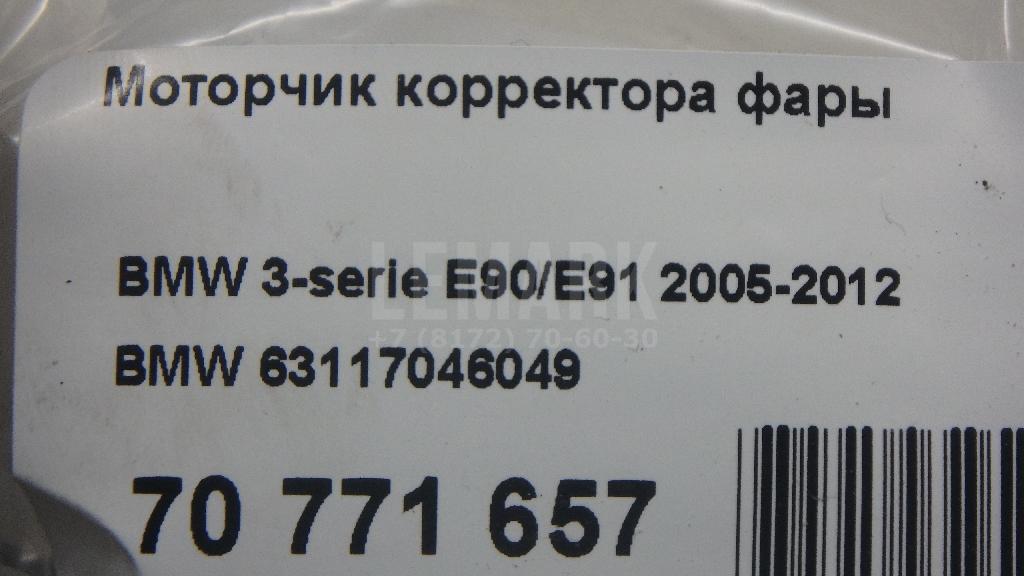 Моторчик корректора фары
BMW 3-serie E90/E91 2005-2012
LEMARK
+7 (8172) 70-60-30
BMW 63117046049
70 771 657